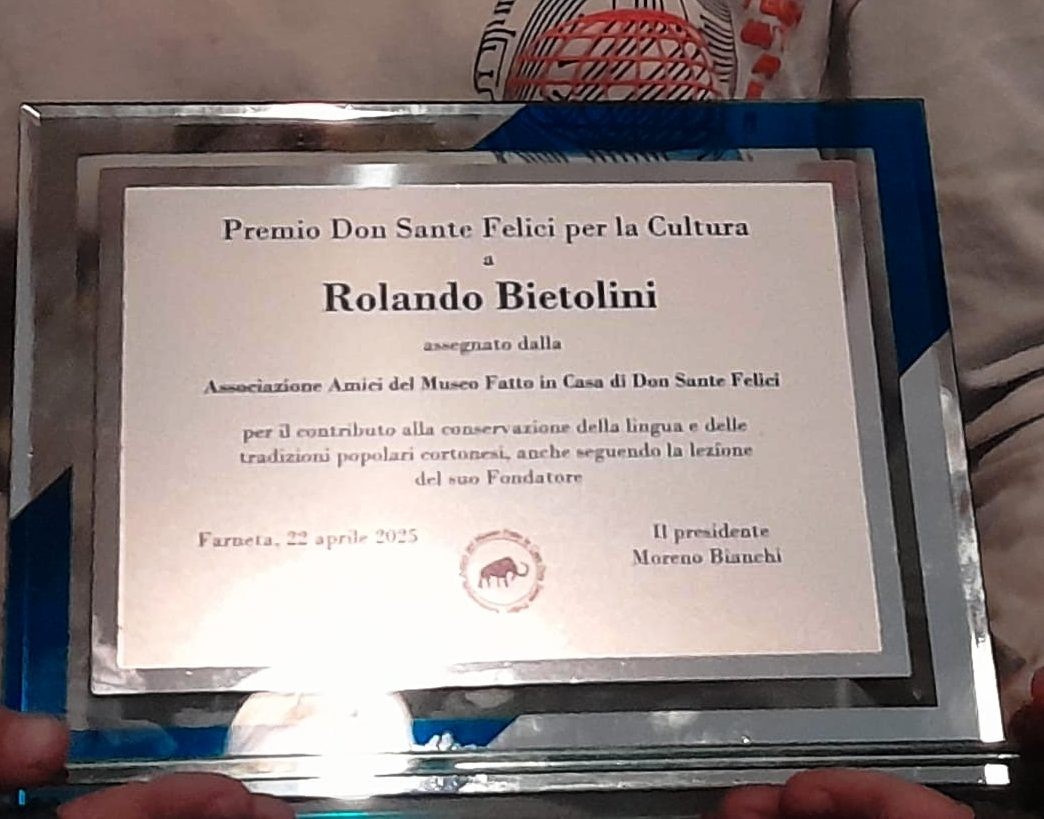 Premio Don Sante Felici per la Cultura
a
Rolando Bietolini
assegnato dalla
Associazione Amici del Museo Fatto in Casa di Don Sante Felici
per il contributo alla conservazione della lingua e delle
tradizioni popolari cortonesi, anche seguendo la lezione
del suo Fondatore
Farneta, 22 aprile 2025
Il presidente
Moreno Bianchi